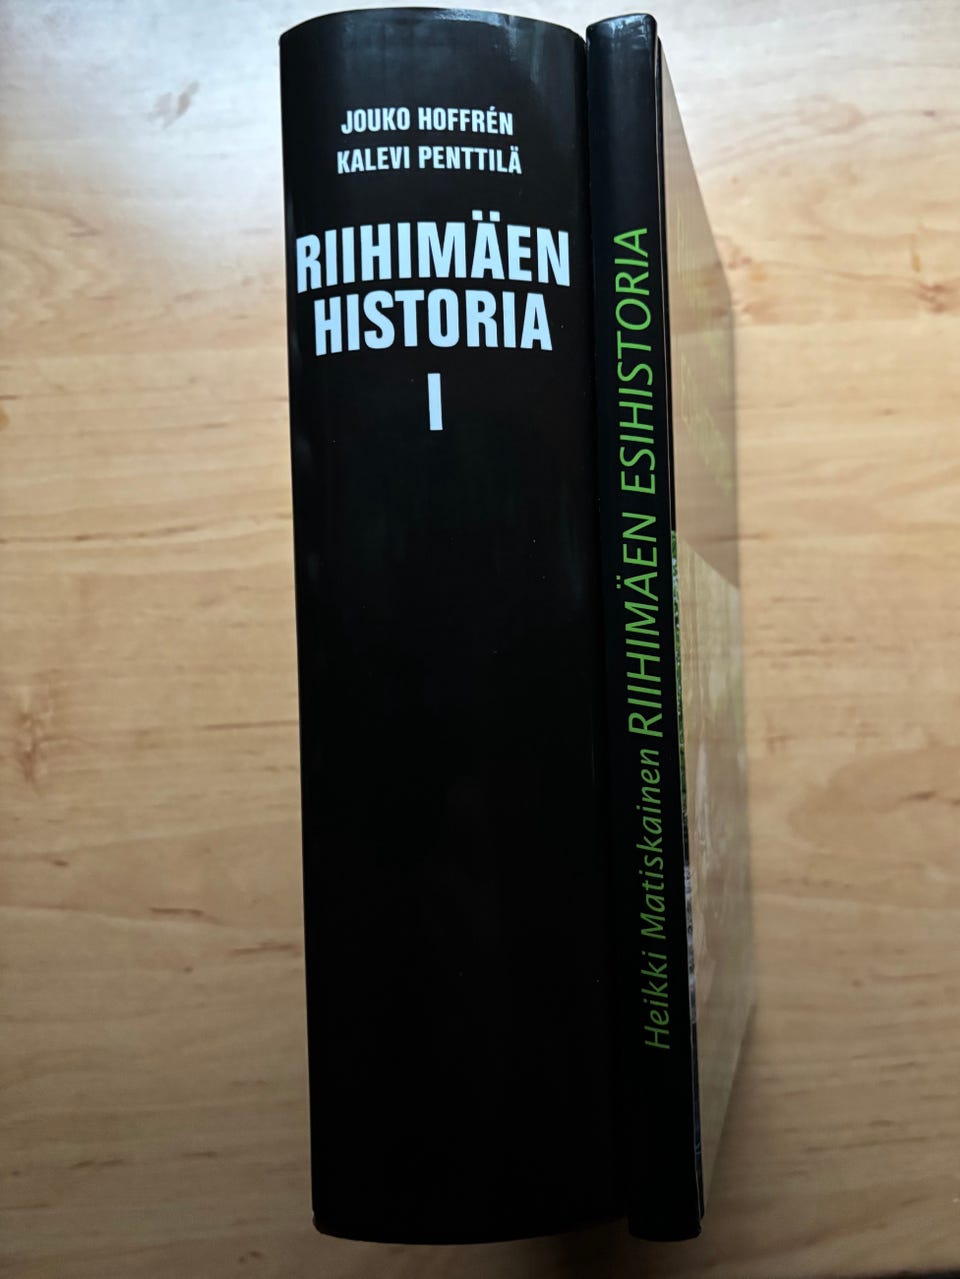 JOUKO HOFFRÉN
KALEVI PENTTILÄ
RIIHIMÄEN
HISTORIA
I
Heikki Matiskainen RIIHIMÄEN ESIHISTORIA